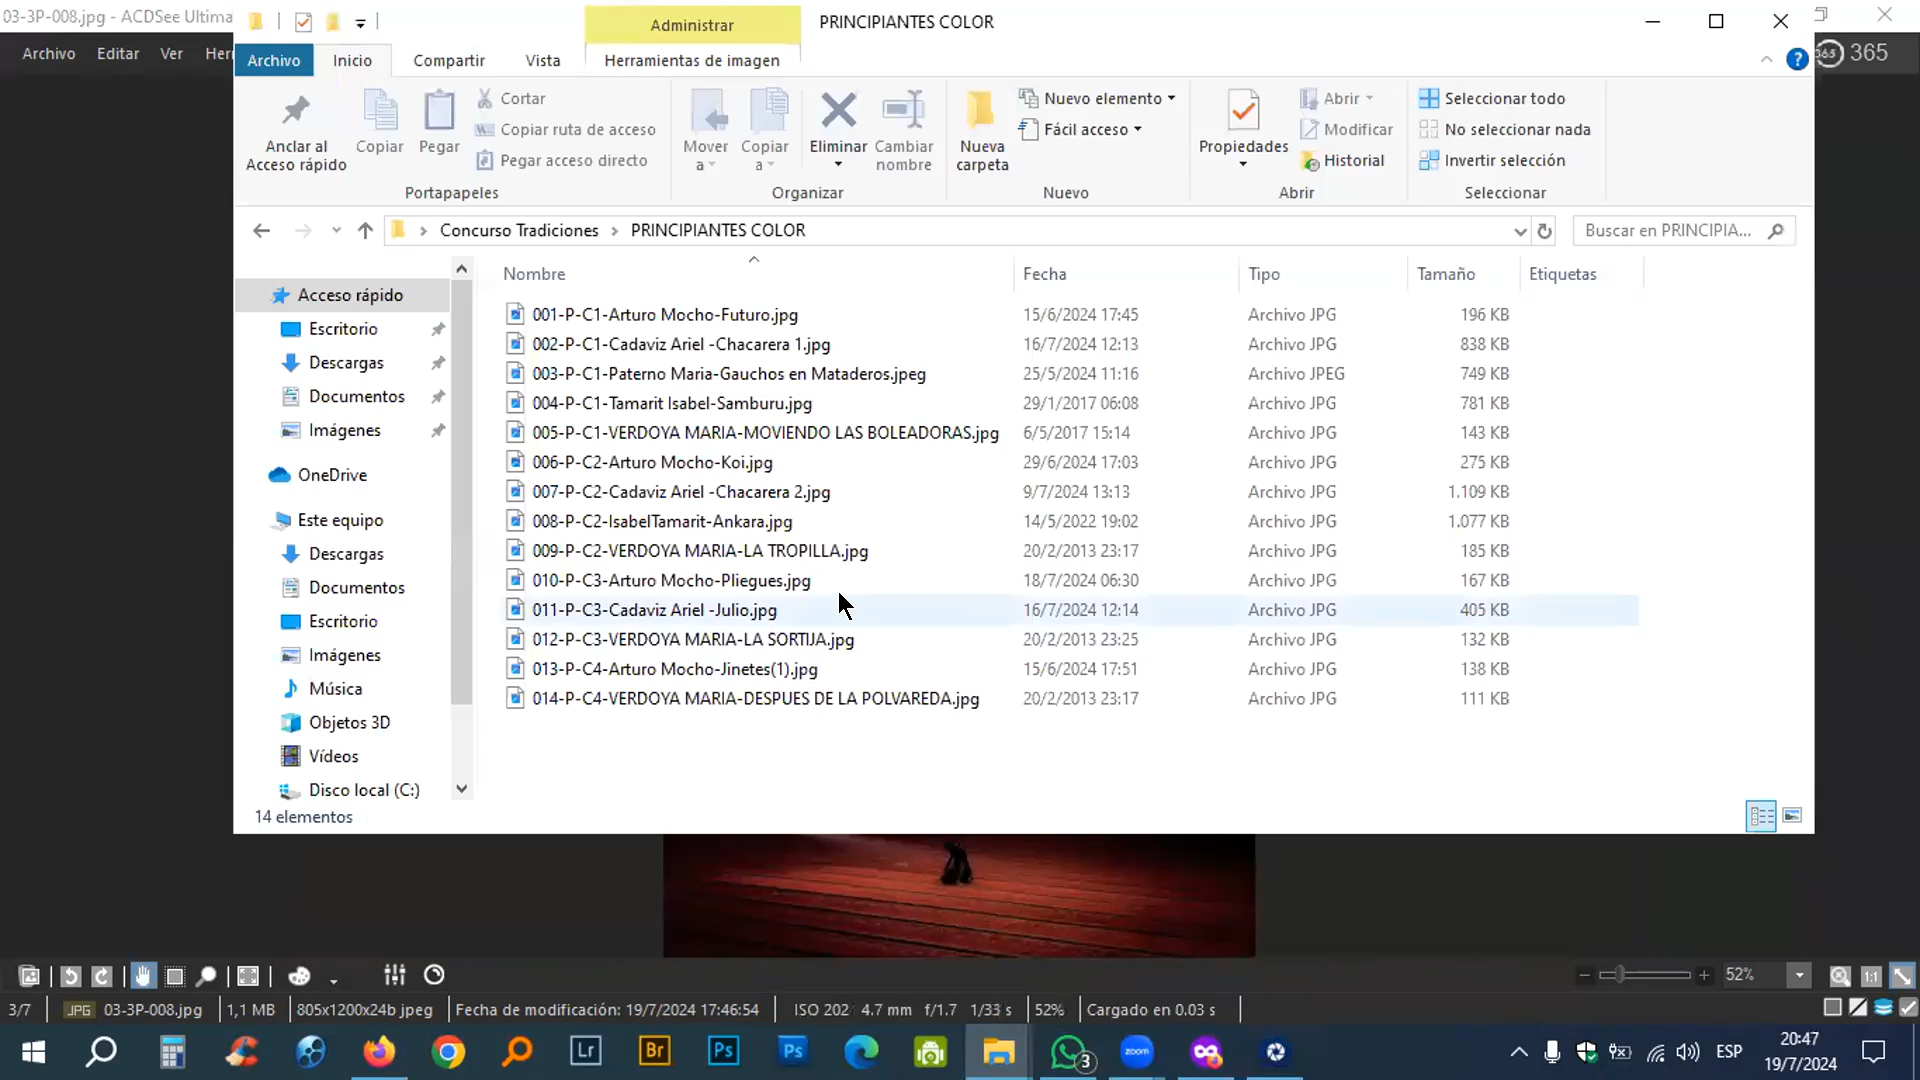 03-3P-008.jpg - ACDSee Ultima
Administrar
PRINCIPIANTES COLOR
Archivo Editar Ver
Archivo Inicio Compartir Vista Herramientas de imagen
365 365
Anclar al
Acceso rápido
Copiar
Pegar
Cortar
Copiar ruta de acceso
Pegar acceso directo
Portapapeles
Mover
a
Copiar
a
Eliminar
Cambiar
nombre
Organizar
Nueva
carpeta
Nuevo elemento
Fácil acceso
Nuevo
Propiedades
Abrir
Modificar
Historial
Abrir
Seleccionar todo
No seleccionar nada
Invertir selección
Seleccionar
Concurso Tradiciones PRINCIPIANTES COLOR
Buscar en PRINCIPIA...
Acceso rápido
Escritorio
Descargas
Documentos
Imágenes
OneDrive
Este equipo
Descargas
Documentos
Escritorio
Imágenes
Música
Objetos 3D
Vídeos
Disco local (C:)
Nombre Fecha Tipo Tamaño Etiquetas
001-P-C1-Arturo Mocho-Futuro.jpg 15/6/2024 17:45 Archivo JPG 196 KB
002-P-C1-Cadaviz Ariel -Chacarera 1.jpg 16/7/2024 12:13 Archivo JPG 838 KB
003-P-C1-Paterno Maria-Gauchos en Mataderos.jpeg 25/5/2024 11:16 Archivo JPEG 749 KB
004-P-C1-Tamarit Isabel-Samburu.jpg 29/1/2017 06:08 Archivo JPG 781 KB
005-P-C1-VERDOYA MARIA-MOVIENDO LAS BOLEADORAS.jpg 6/5/2017 15:14 Archivo JPG 143 KB
006-P-C2-Arturo Mocho-Koi.jpg 29/6/2024 17:03 Archivo JPG 275 KB
007-P-C2-Cadaviz Ariel -Chacarera 2.jpg 9/7/2024 13:13 Archivo JPG 1.109 KB
008-P-C2-IsabelTamarit-Ankara.jpg 14/5/2022 19:02 Archivo JPG 1.077 KB
009-P-C2-VERDOYA MARIA-LA TROPILLA.jpg 20/2/2013 23:17 Archivo JPG 185 KB
010-P-C3-Arturo Mocho-Pliegues.jpg 18/7/2024 06:30 Archivo JPG 167 KB
011-P-C3-Cadaviz Ariel -Julio.jpg 16/7/2024 12:14 Archivo JPG 405 KB
012-P-C3-VERDOYA MARIA-LA SORTIJA.jpg 20/2/2013 23:25 Archivo JPG 132 KB
013-P-C4-Arturo Mocho-Jinetes(1).jpg 15/6/2024 17:51 Archivo JPG 138 KB
014-P-C4-VERDOYA MARIA-DESPUES DE LA POLVAREDA.jpg 20/2/2013 23:17 Archivo JPG 111 KB
14 elementos
52%
1:1
3/7 JPG 03-3P-008.jpg 1,1 MB 805x1200x24b jpeg Fecha de modificación: 19/7/2024 17:46:54 ISO 202 4.7 mm f/1.7 1/33 s 52% Cargado en 0.03 s
Lr Br Ps Ps
3
zoom
ESP
20:47
19/7/2024